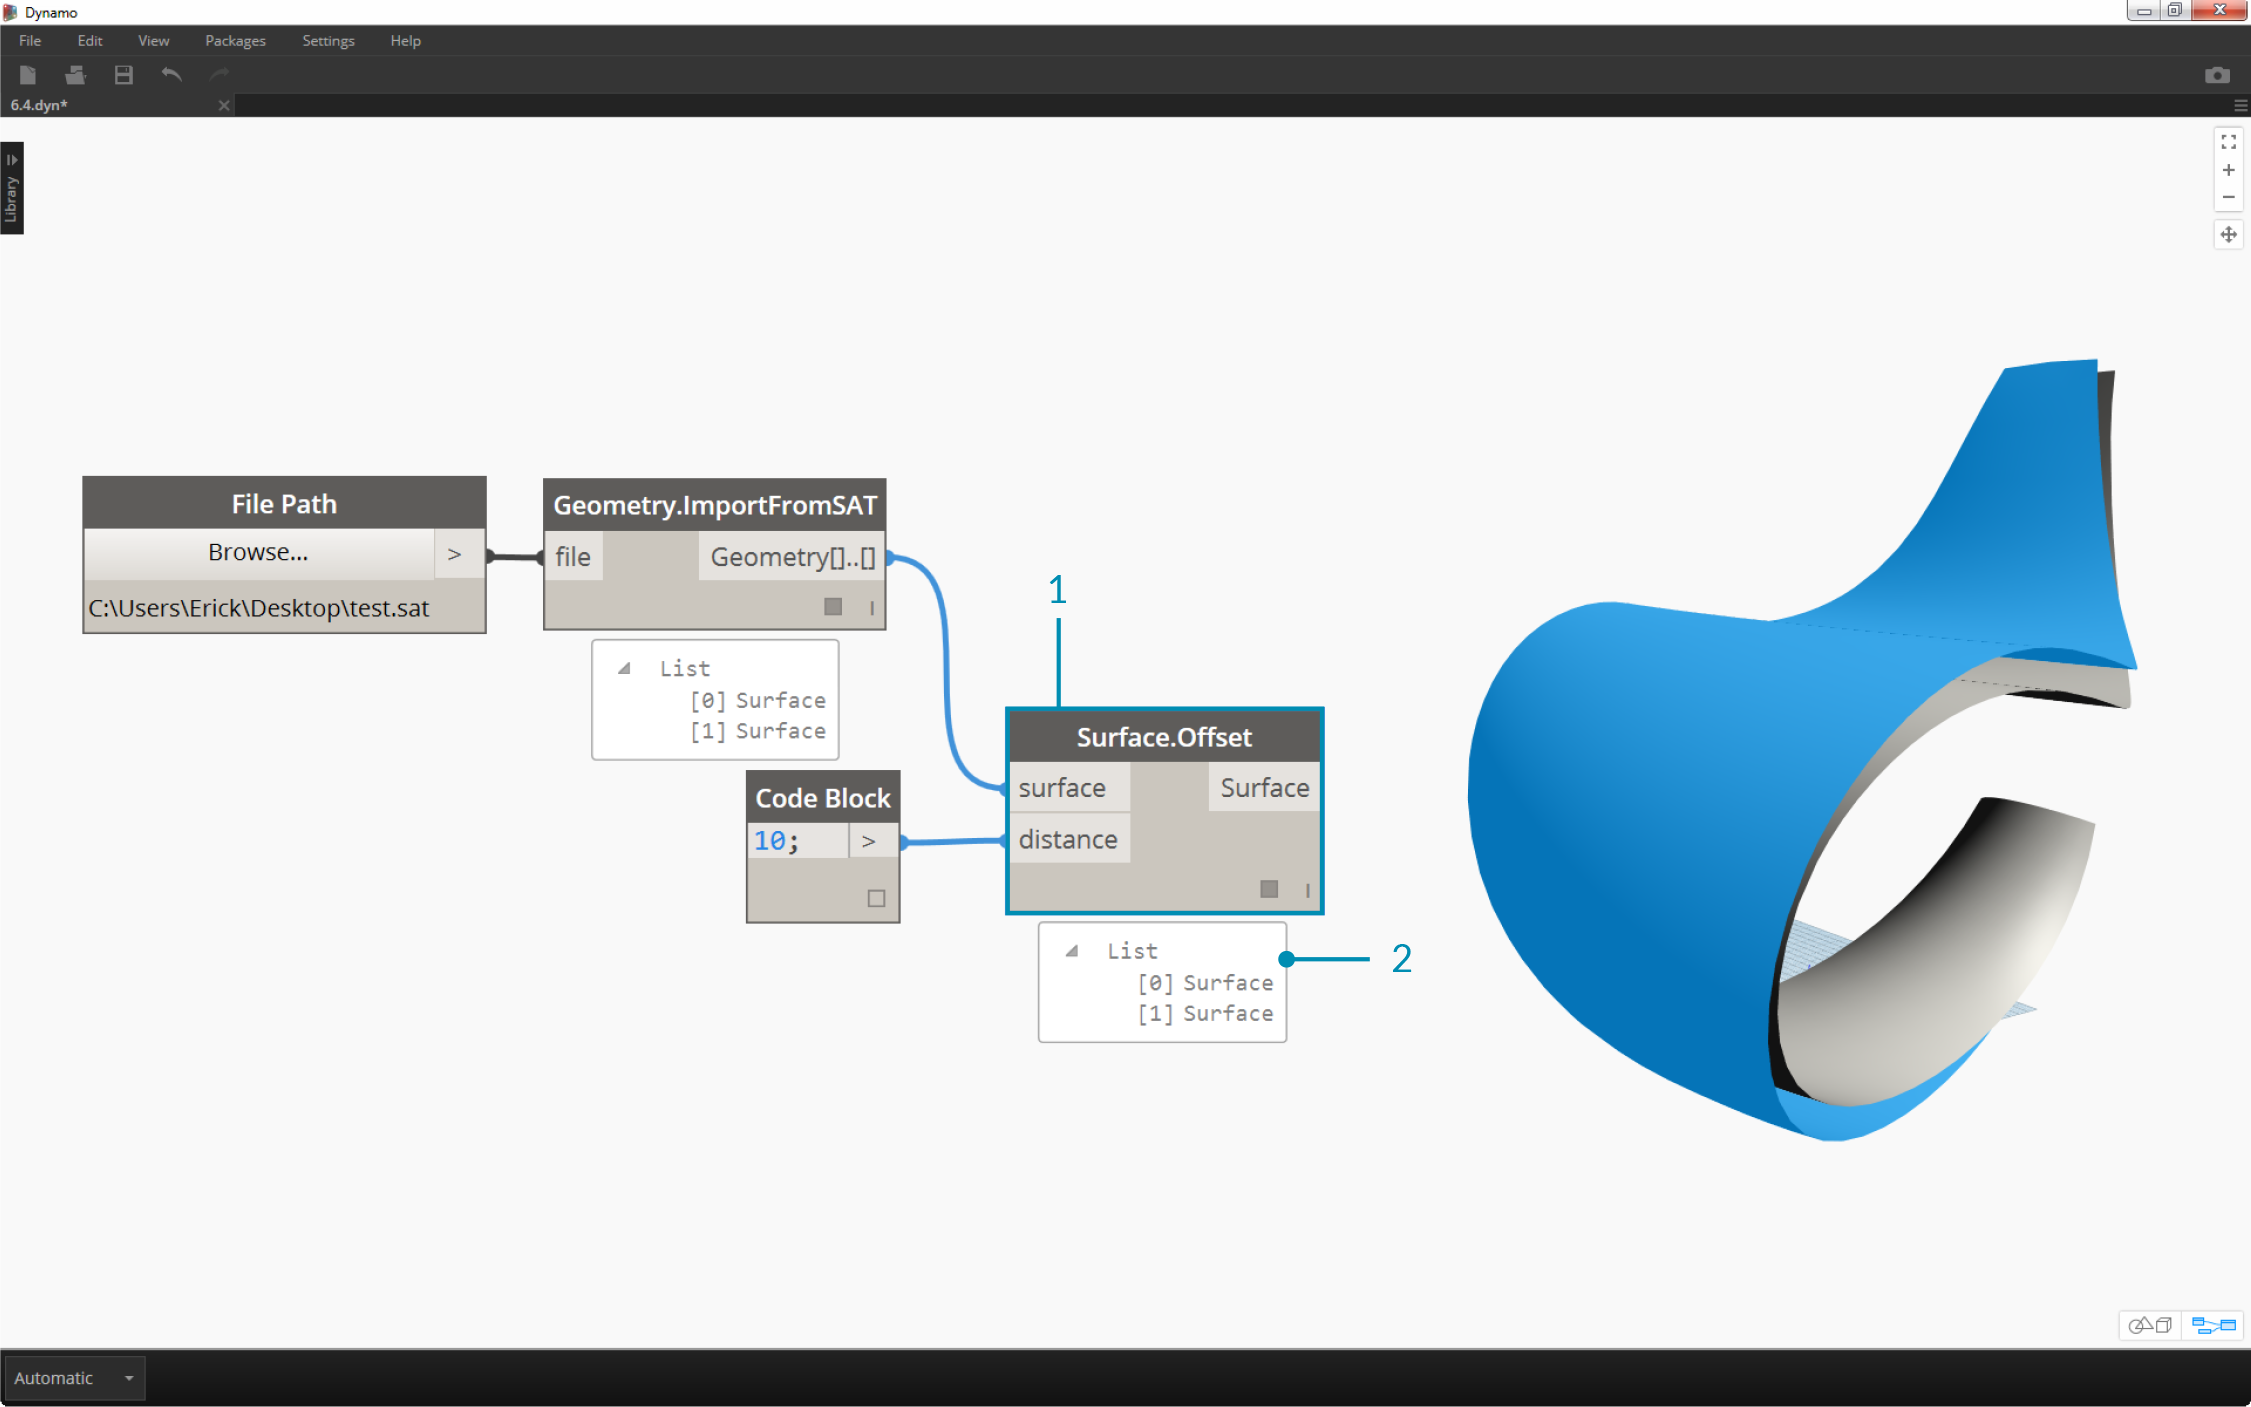 Dynamo
File Edit View Packages Settings Help
6.4.dyn*
Library
File Path
Browse... >
C:\Users\Erick\Desktop\test.sat
Geometry.ImportFromSAT
file Geometry[]..[]
List
[0] Surface
[1] Surface
1
Code Block
10; >
Surface.Offset
surface Surface
distance
List
[0] Surface
[1] Surface
2
Automatic